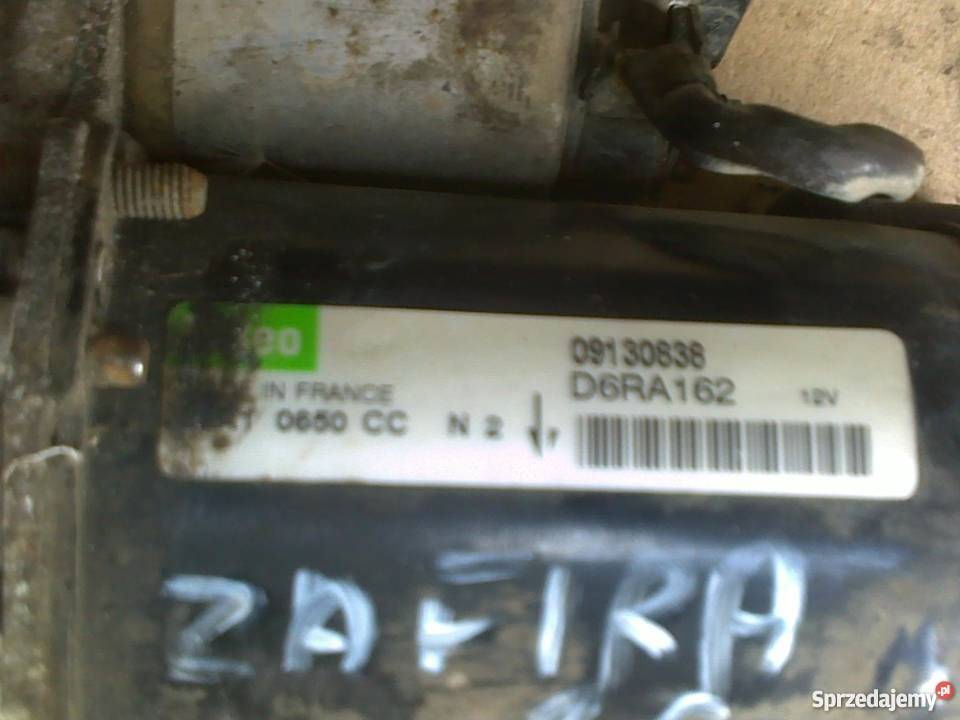 09130838
IN FRANCE
D6RA162 12V
0650 CC N 2
ZAFIRA
Sprzedajemy.pl